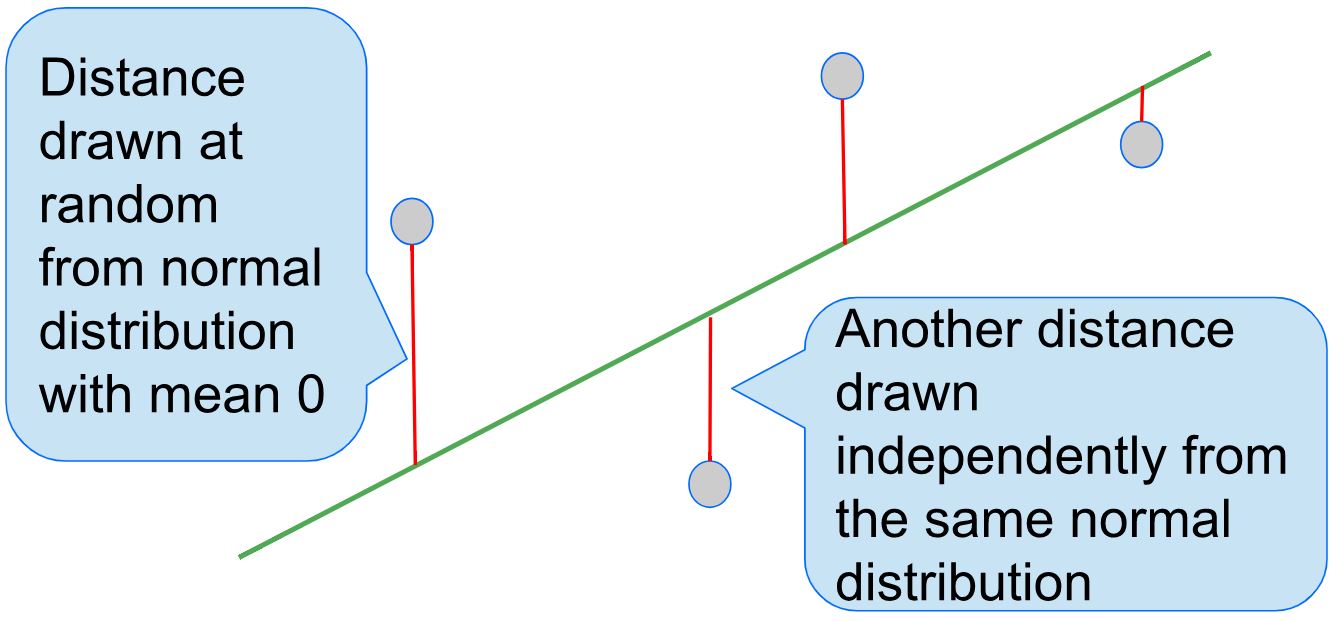 Distance
drawn at
random
from normal
distribution
with mean 0
Another distance
drawn
independently from
the same normal
distribution